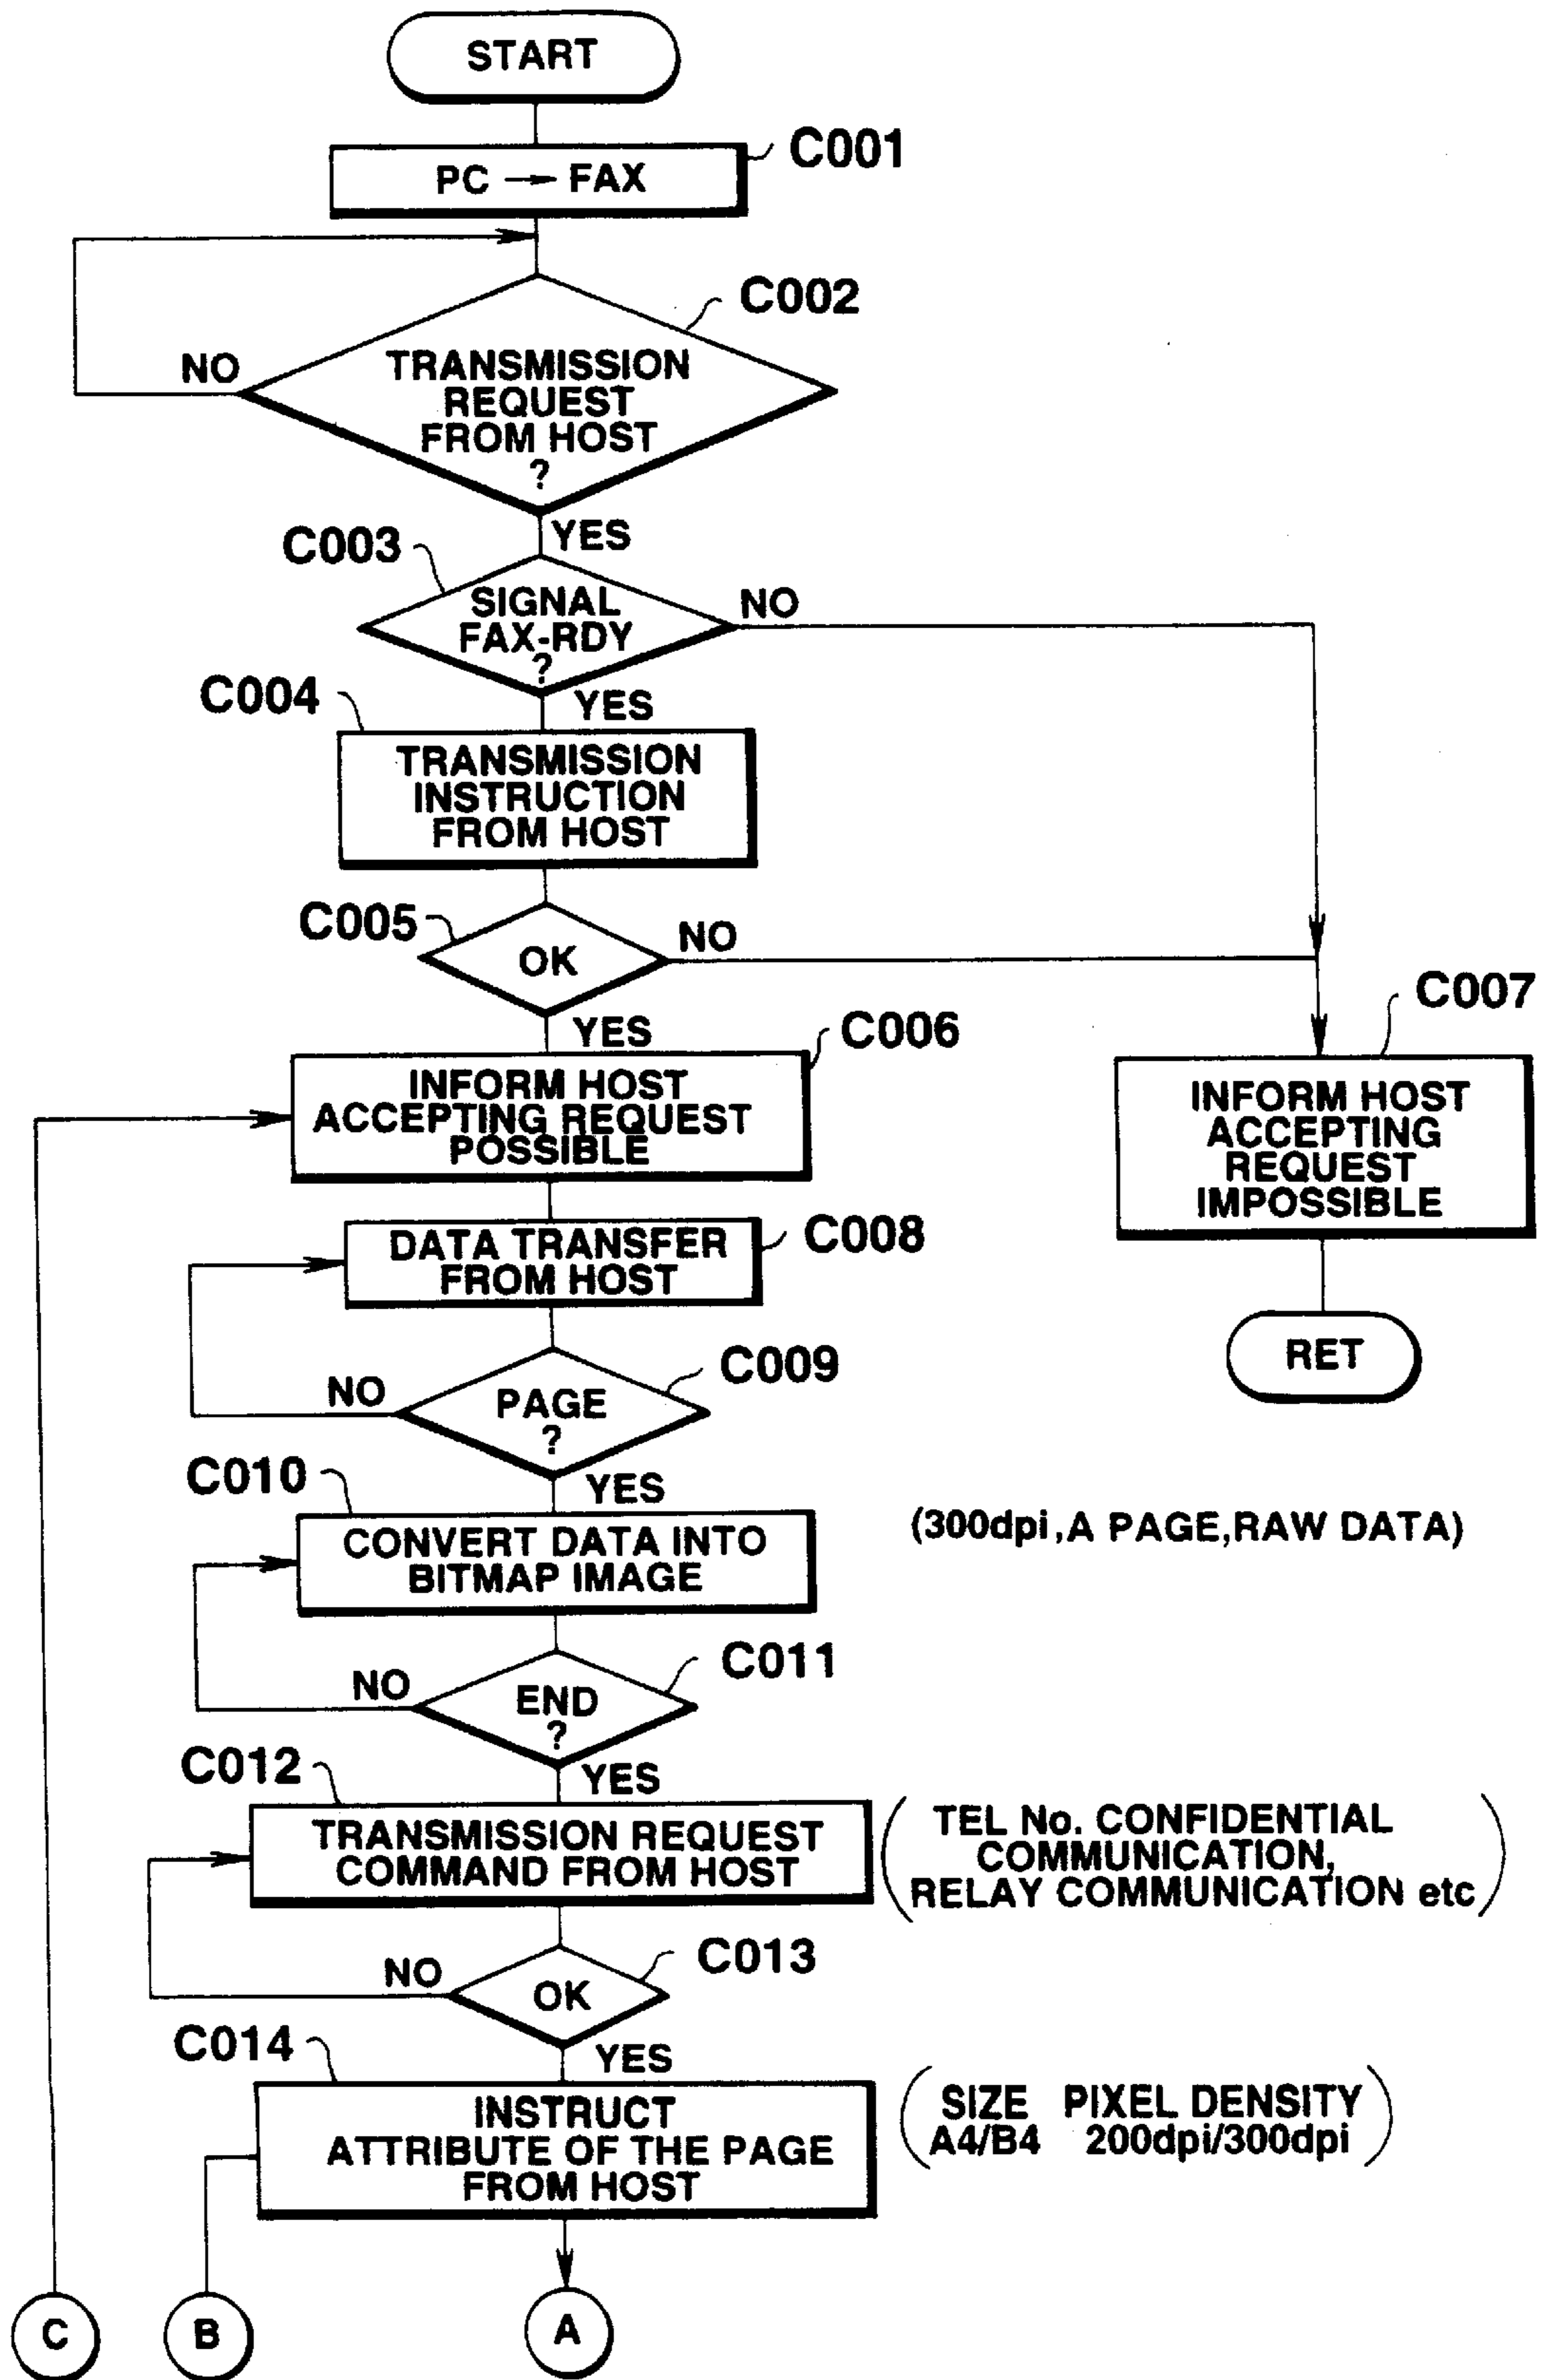 START
C001
PC → FAX
C002
NO
TRANSMISSION
REQUEST
FROM HOST
?
YES
C003
SIGNAL
FAX-RDY
?
NO
YES
C004
TRANSMISSION
INSTRUCTION
FROM HOST
C005
OK
NO
YES
C006
INFORM HOST
ACCEPTING REQUEST
POSSIBLE
C007
INFORM HOST
ACCEPTING
REQUEST
IMPOSSIBLE
C008
DATA TRANSFER
FROM HOST
RET
C009
NO
PAGE
?
YES
C010
CONVERT DATA INTO
BITMAP IMAGE
(300dpi,A PAGE,RAW DATA)
C011
NO
END
?
YES
C012
TRANSMISSION REQUEST
COMMAND FROM HOST
(TEL No. CONFIDENTIAL
COMMUNICATION,
RELAY COMMUNICATION etc)
C013
NO
OK
YES
C014
INSTRUCT
ATTRIBUTE OF THE PAGE
FROM HOST
(SIZE PIXEL DENSITY
A4/B4 200dpi/300dpi)
C
B
A